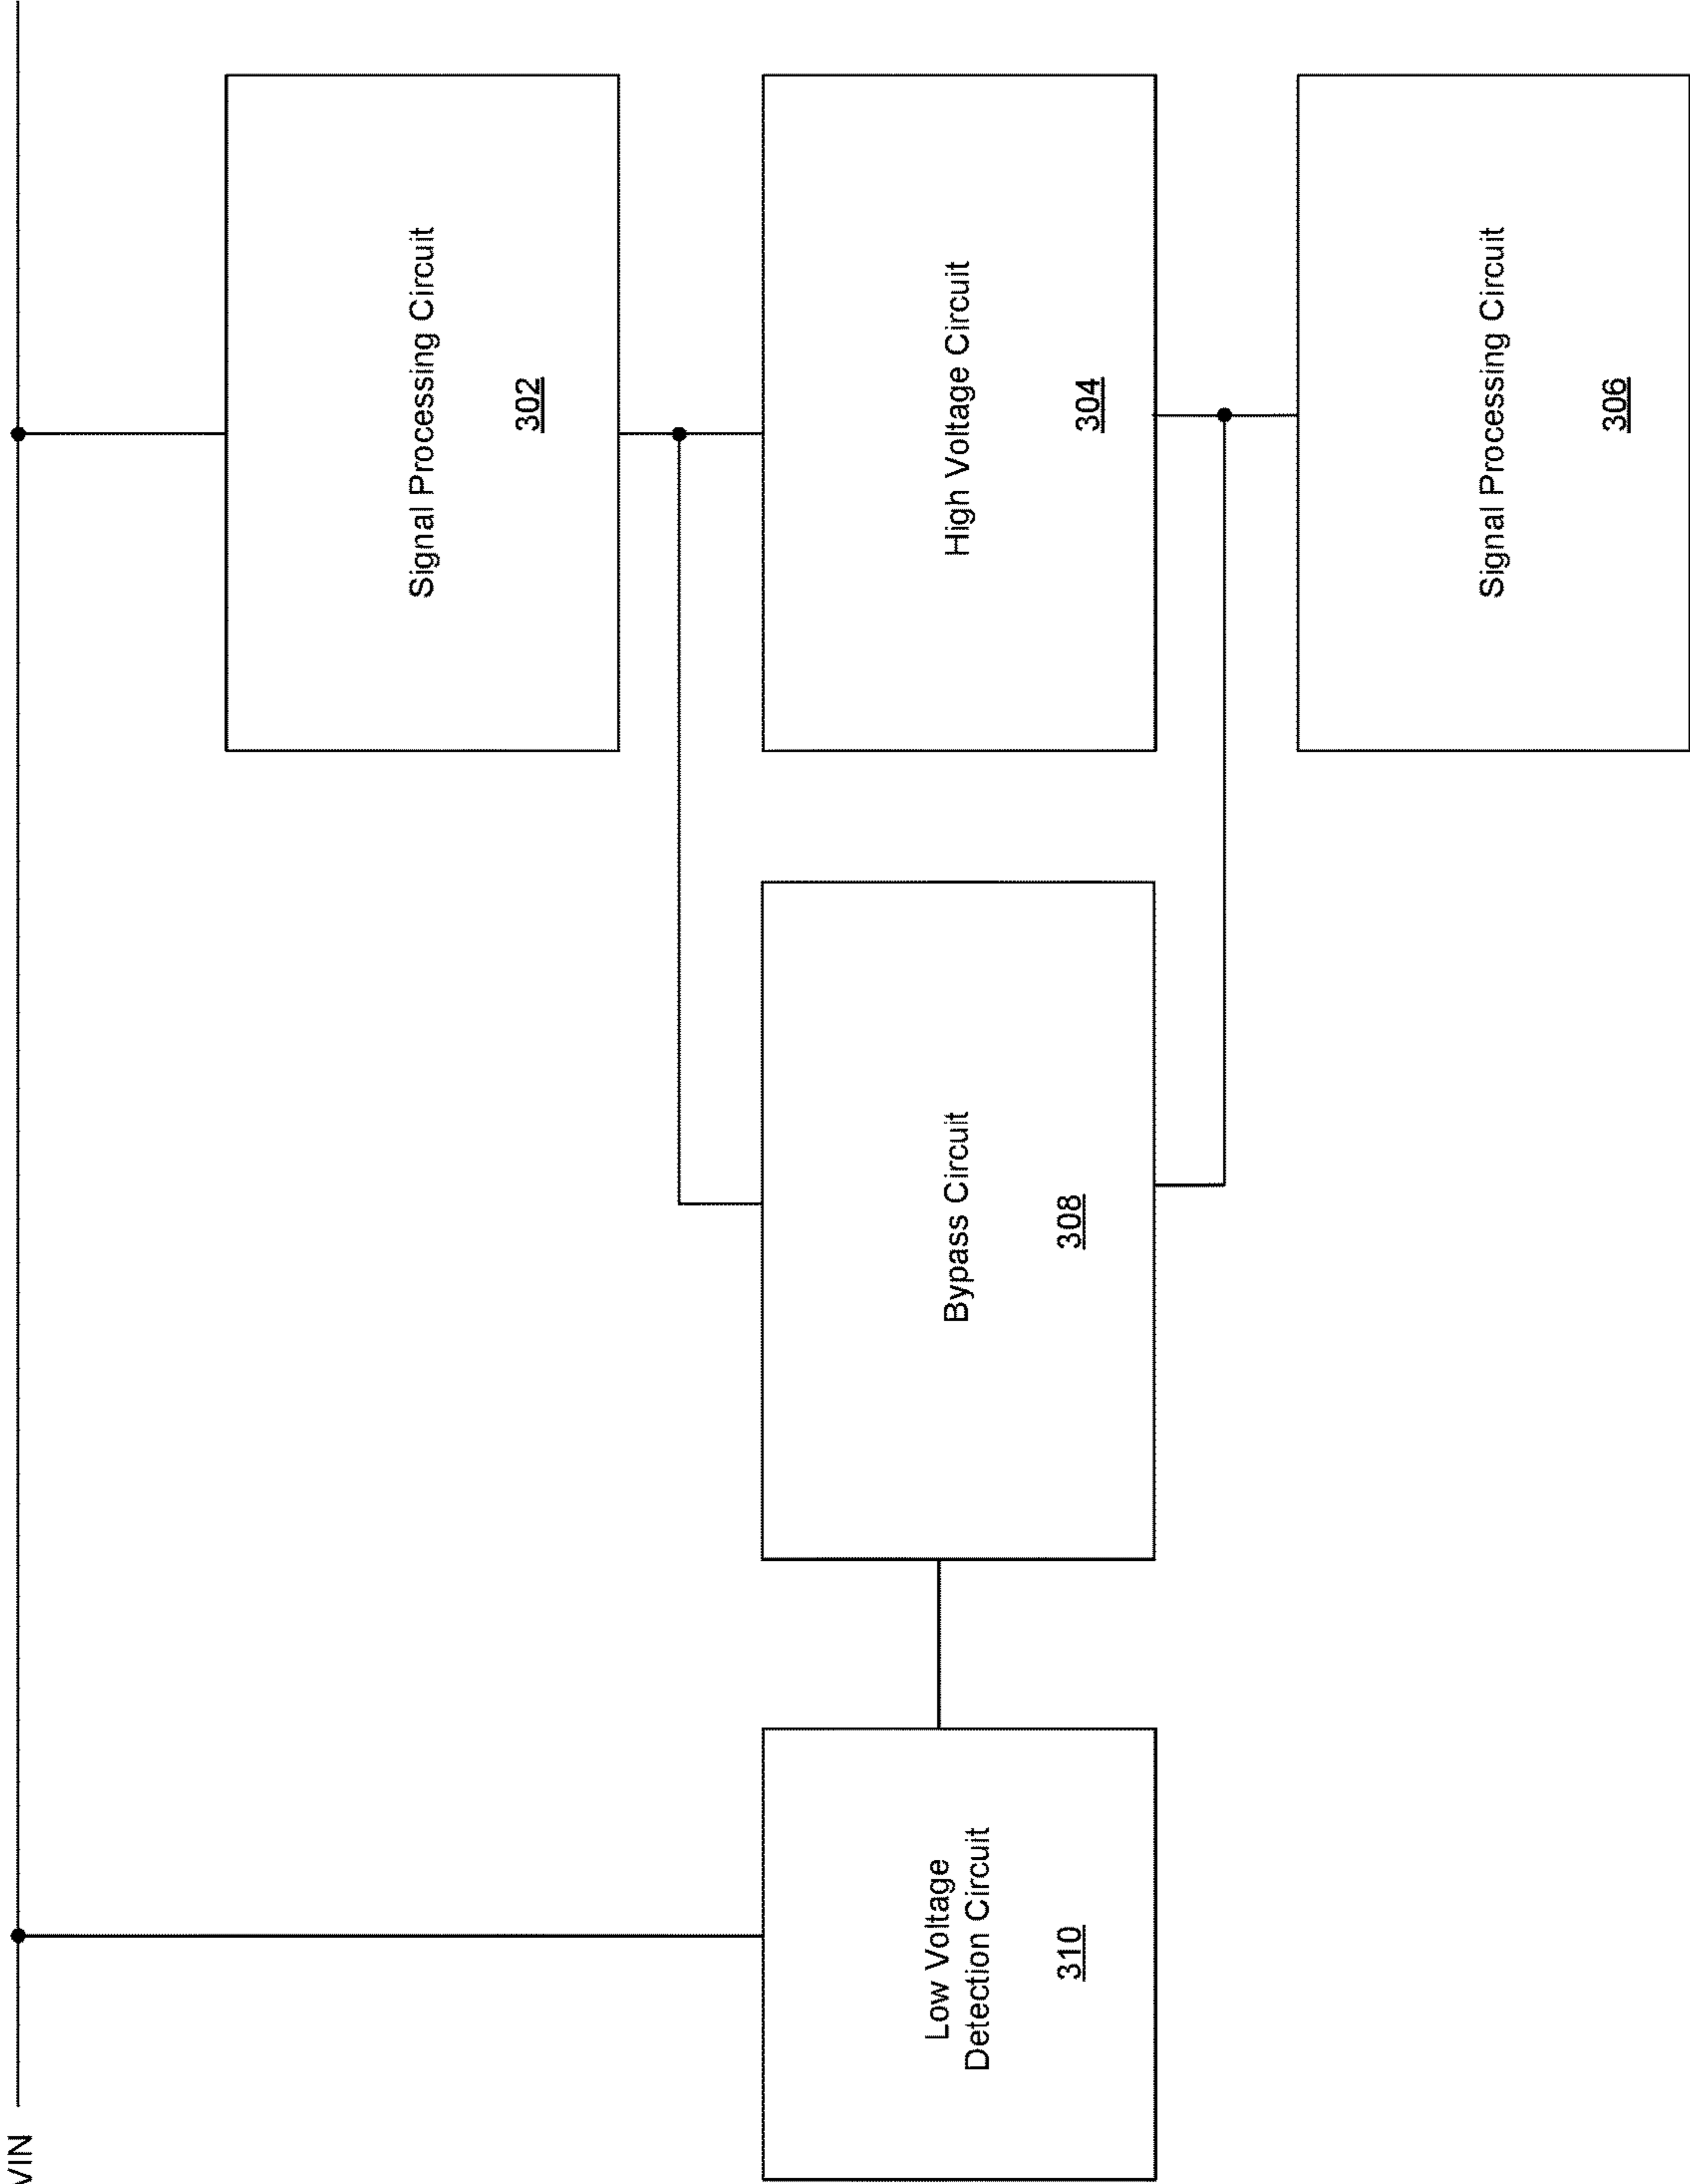 VIN
Signal Processing Circuit
302
High Voltage Circuit
304
Signal Processing Circuit
306
Bypass Circuit
308
Low Voltage
Detection Circuit
310